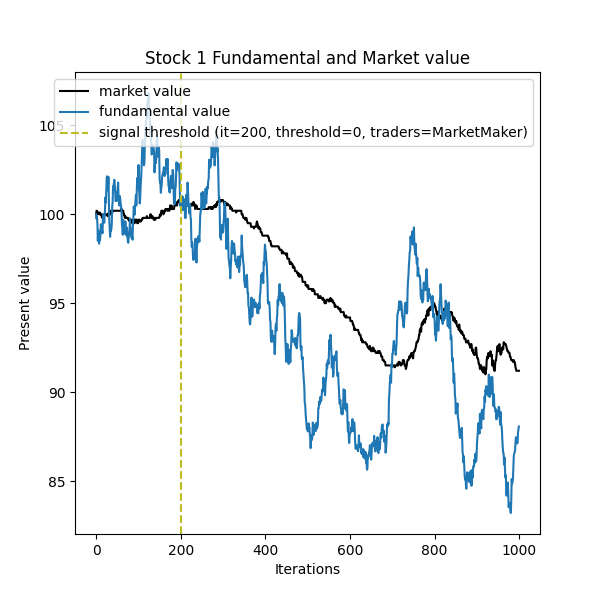 Stock 1 Fundamental and Market value
market value
fundamental value
signal threshold (it=200, threshold=0, traders=MarketMaker)
105
100
95
90
85
Present value
0 200 400 600 800 1000
Iterations